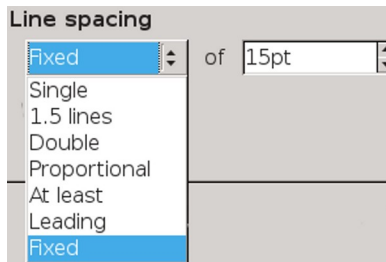 Line spacing
Fixed of 15pt
Single
1.5 lines
Double
Proportional
At least
Leading
Fixed